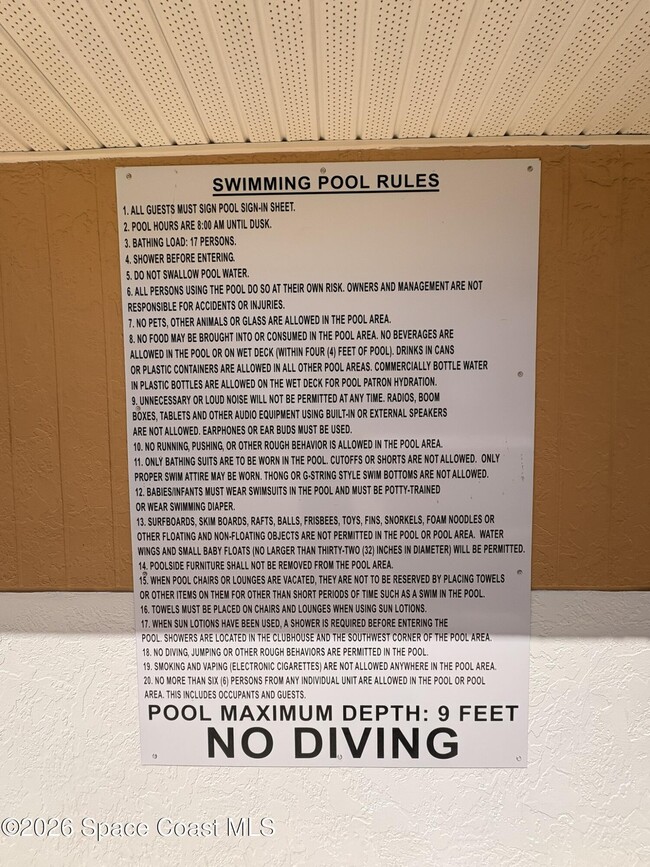 SWIMMING POOL RULES
1. ALL GUESTS MUST SIGN POOL SIGN-IN SHEET.
2. POOL HOURS ARE 8:00 AM UNTIL DUSK.
3. BATHING LOAD: 17 PERSONS.
4. SHOWER BEFORE ENTERING.
5. DO NOT SWALLOW POOL WATER.
6. ALL PERSONS USING THE POOL DO SO AT THEIR OWN RISK. OWNERS AND MANAGEMENT ARE NOT
RESPONSIBLE FOR ACCIDENTS OR INJURIES.
7. NO PETS, OTHER ANIMALS OR GLASS ARE ALLOWED IN THE POOL AREA.
8. NO FOOD MAY BE BROUGHT INTO OR CONSUMED IN THE POOL AREA. NO BEVERAGES ARE
ALLOWED IN THE POOL OR ON WET DECK (WITHIN FOUR (4) FEET OF POOL). DRINKS IN CANS
OR PLASTIC CONTAINERS ARE ALLOWED IN ALL OTHER POOL AREAS. COMMERCIALLY BOTTLE WATER
IN PLASTIC BOTTLES ARE ALLOWED ON THE WET DECK FOR POOL PATRON HYDRATION.
9. UNNECESSARY OR LOUD NOISE WILL NOT BE PERMITTED AT ANY TIME. RADIOS, BOOM
BOXES, TABLETS AND OTHER AUDIO EQUIPMENT USING BUILT-IN OR EXTERNAL SPEAKERS
ARE NOT ALLOWED. EARPHONES OR EAR BUDS MUST BE USED.
10. NO RUNNING, PUSHING, OR OTHER ROUGH BEHAVIOR IS ALLOWED IN THE POOL AREA.
11. ONLY BATHING SUITS ARE TO BE WORN IN THE POOL. CUTOFFS OR SHORTS ARE NOT ALLOWED. ONLY
PROPER SWIM ATTIRE MAY BE WORN. THONG OR G-STRING STYLE SWIM BOTTOMS ARE NOT ALLOWED.
12. BABIES/INFANTS MUST WEAR SWIMSUITS IN THE POOL AND MUST BE POTTY-TRAINED
OR WEAR SWIMMING DIAPER.
13. SURFBOARDS, SKIM BOARDS, RAFTS, BALLS, FRISBEES, TOYS, FINS, SNORKELS, FOAM NOODLES OR
OTHER FLOATING AND NON-FLOATING OBJECTS ARE NOT PERMITTED IN THE POOL OR POOL AREA. WATER
WINGS AND SMALL BABY FLOATS (NO LARGER THAN THIRTY-TWO (32) INCHES IN DIAMETER) WILL BE PERMITTED.
14. POOLSIDE FURNITURE SHALL NOT BE REMOVED FROM THE POOL AREA.
15. WHEN POOL CHAIRS OR LOUNGES ARE VACATED, THEY ARE NOT TO BE RESERVED BY PLACING TOWELS
OR OTHER ITEMS ON THEM FOR OTHER THAN SHORT PERIODS OF TIME SUCH AS A SWIM IN THE POOL.
16. TOWELS MUST BE PLACED ON CHAIRS AND LOUNGES WHEN USING SUN LOTIONS.
17. WHEN SUN LOTIONS HAVE BEEN USED, A SHOWER IS REQUIRED BEFORE ENTERING THE
POOL. SHOWERS ARE LOCATED IN THE CLUBHOUSE AND THE SOUTHWEST CORNER OF THE POOL AREA.
18. NO DIVING, JUMPING OR OTHER ROUGH BEHAVIORS ARE PERMITTED IN THE POOL.
19. SMOKING AND VAPING (ELECTRONIC CIGARETTES) ARE NOT ALLOWED ANYWHERE IN THE POOL AREA.
20. NO MORE THAN SIX (6) PERSONS FROM ANY INDIVIDUAL UNIT ARE ALLOWED IN THE POOL OR POOL
AREA. THIS INCLUDES OCCUPANTS AND GUESTS.
POOL MAXIMUM DEPTH: 9 FEET
NO DIVING
©2026 Space Coast MLS